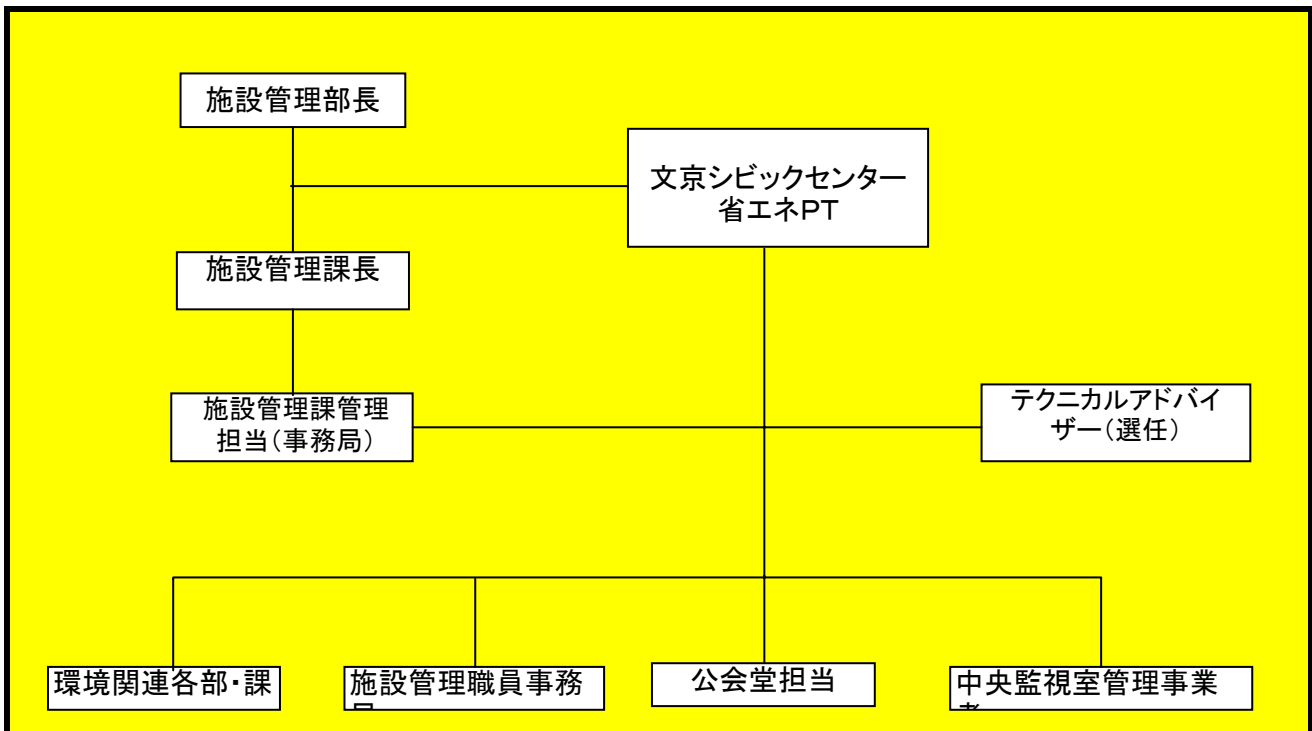 施設管理部長
文京シビックセンター
省エネPT
施設管理課長
施設管理課管理
担当(事務局)
テクニカルアドバイ
ザー(選任)
環境関連各部・課
施設管理職員事務
公会堂担当
中央監視室管理事業